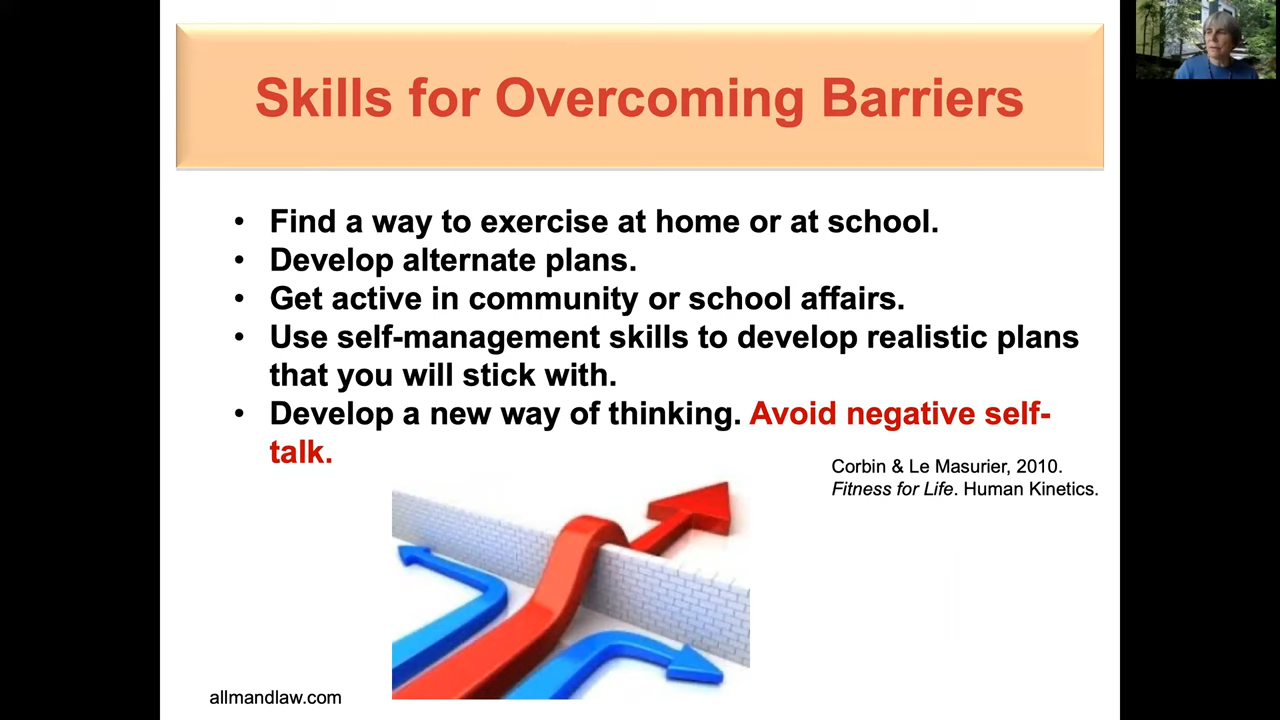 Skills for Overcoming Barriers
• Find a way to exercise at home or at school.
• Develop alternate plans.
• Get active in community or school affairs.
• Use self-management skills to develop realistic plans
that you will stick with.
• Develop a new way of thinking. Avoid negative self-
talk.
Corbin & Le Masurier, 2010.
Fitness for Life. Human Kinetics.
allmandlaw.com